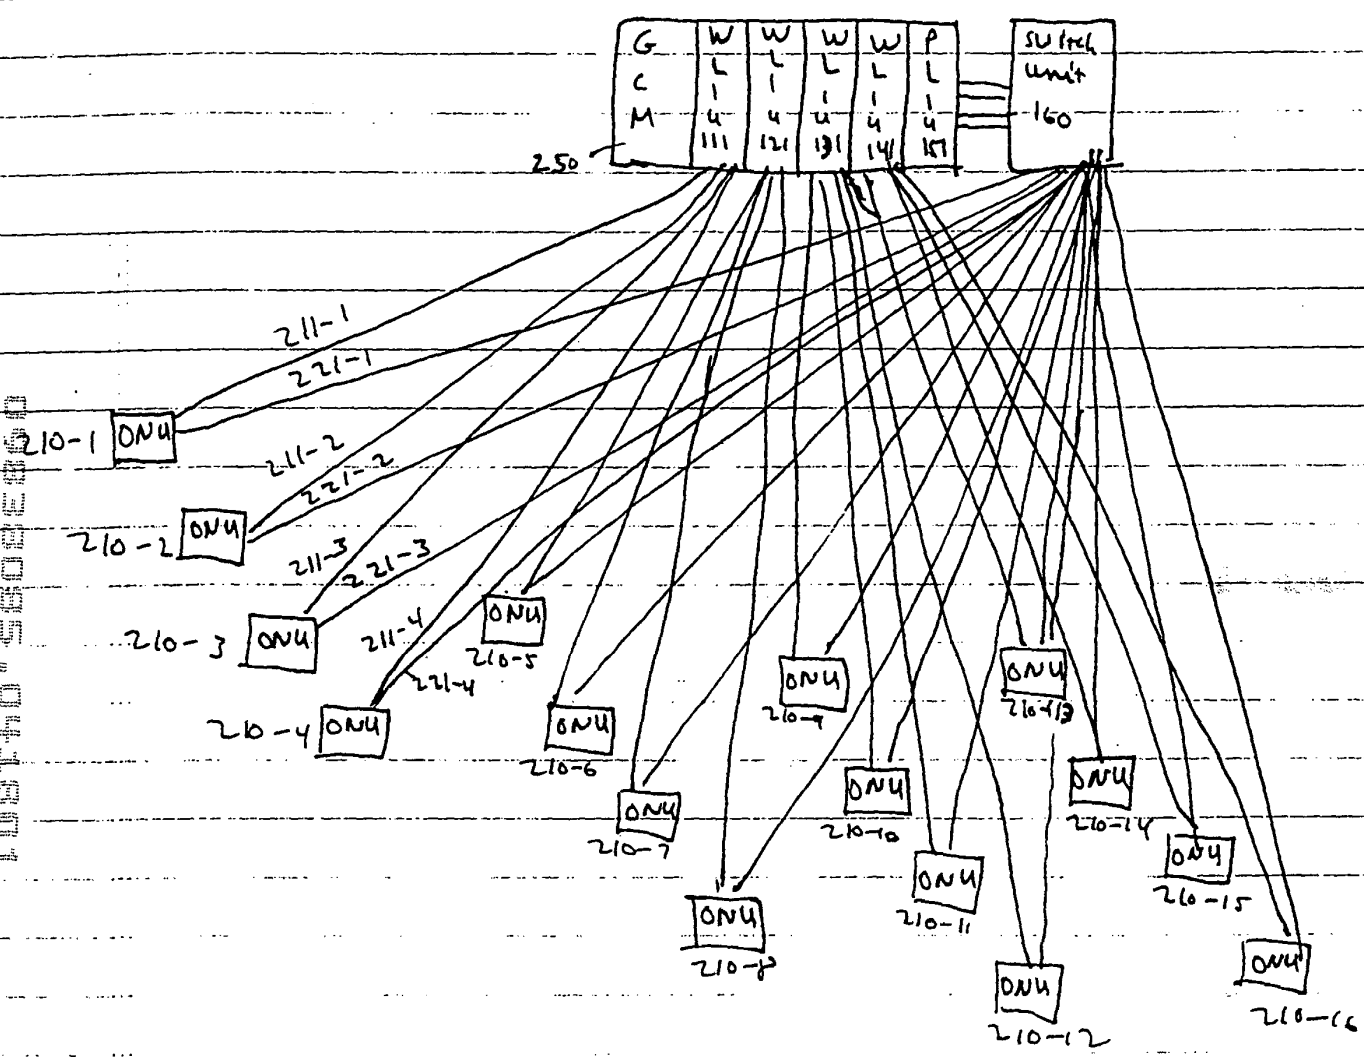 G C M
W L I U 111
W L I U 121
W L I U 131
W L I U 141
P L I U 151
switch
unit
160
250
211-1
221-1
210-1 ONU
211-2
221-2
210-2 ONU
211-3
221-3
210-3 ONU
211-4
221-4
210-4 ONU
ONU
210-5
ONU
210-6
ONU
210-7
ONU
210-8
ONU
210-9
ONU
210-10
ONU
210-11
ONU
210-12
ONU
210-13
ONU
210-14
ONU
210-15
ONU
210-16